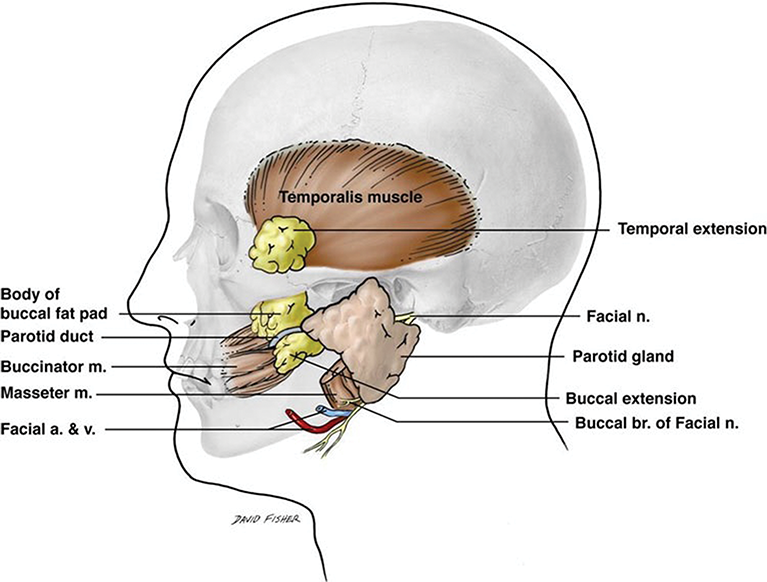 Temporalis muscle
Temporal extension
Body of
buccal fat pad
Parotid duct
Buccinator m.
Masseter m.
Facial a. & v.
Facial n.
Parotid gland
Buccal extension
Buccal br. of Facial n.
DAVID FISHER